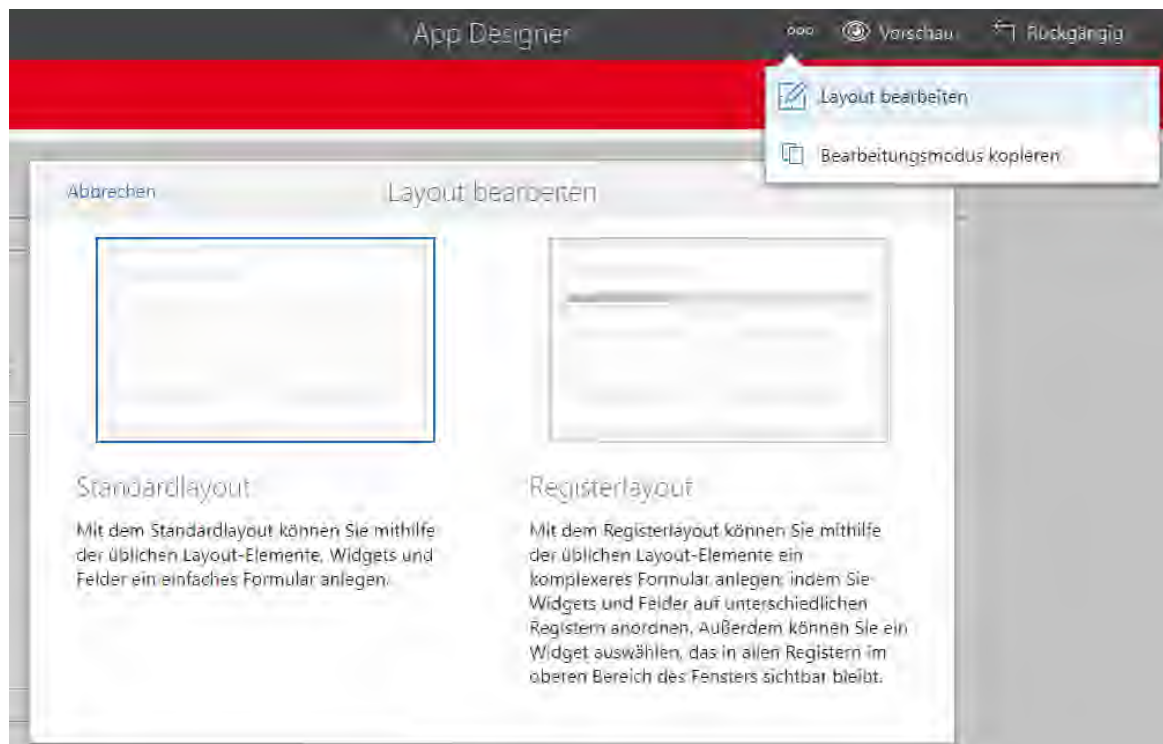 App Designer
ooo Vorschau Rückgängig
Layout bearbeiten
Bearbeitungsmodus kopieren
Abbrechen Layout bearbeiten
Standardlayout
Mit dem Standardlayout können Sie mithilfe
der üblichen Layout-Elemente, Widgets und
Felder ein einfaches Formular anlegen.
Registerlayout
Mit dem Registerlayout können Sie mithilfe
der üblichen Layout-Elemente ein
komplexeres Formular anlegen, indem Sie
Widgets und Felder auf unterschiedlichen
Registern anordnen. Außerdem können Sie ein
Widget auswählen, das in allen Registern im
oberen Bereich des Fensters sichtbar bleibt.